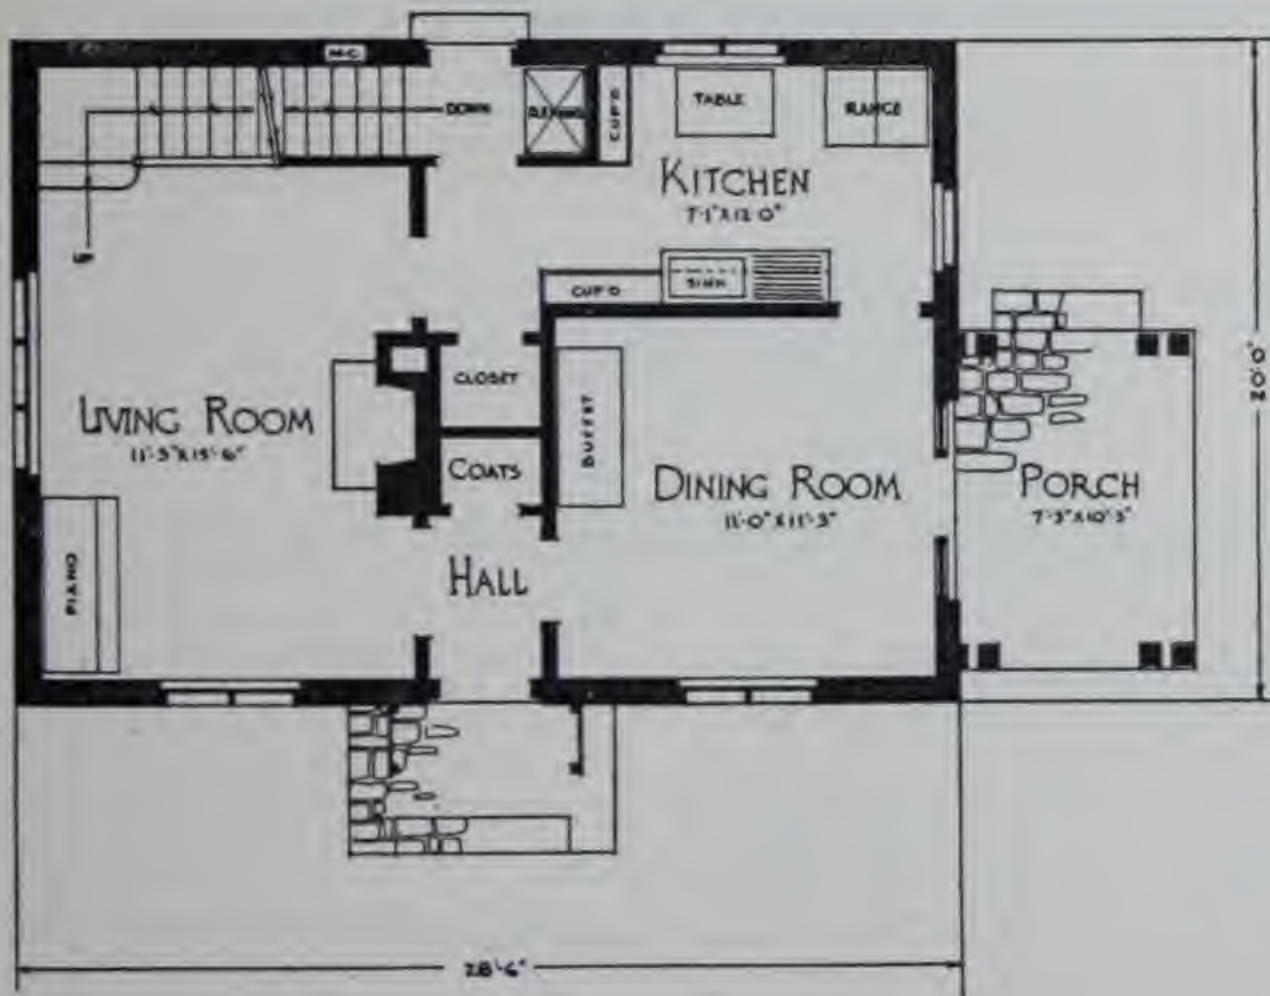 M.C.
DOWN
CUP'D
TABLE
RANGE
KITCHEN
7'-1" X 12'-0"
UP
CUP'D
SINK
CLOSET
LIVING ROOM
11'-3" X 15'-6"
BUFFET
COATS
DINING ROOM
11'-0" X 11'-3"
PORCH
7'-3" X 10'-3"
20'-0"
PIANO
HALL
28'-6"